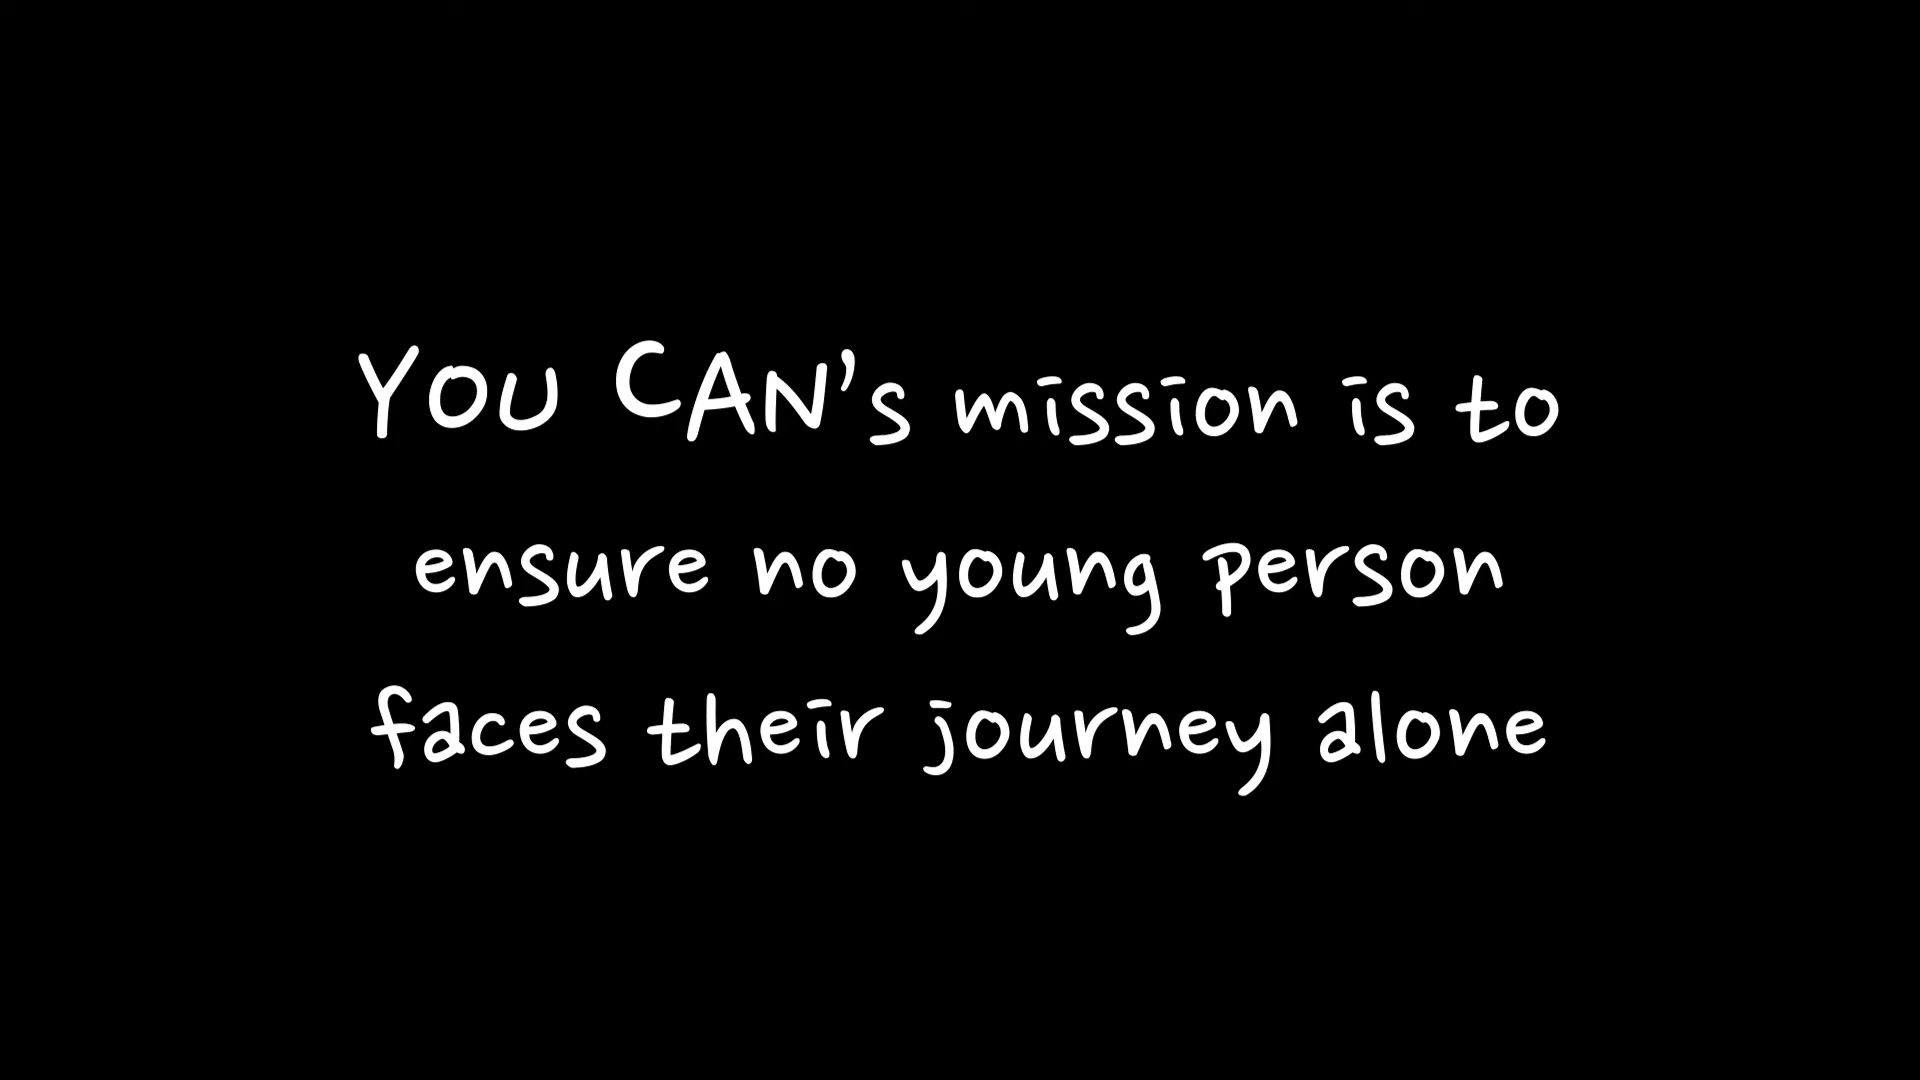 YOU CAN’s mission is to
ensure no young person
faces their journey alone